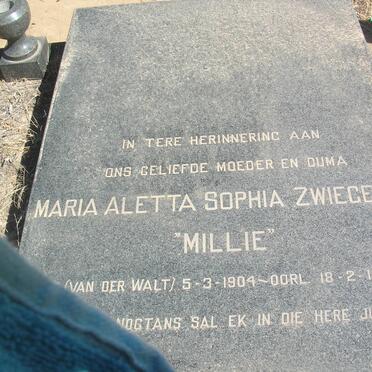 IN TERE HERINNERING AAN
ONS GELIEFDE MOEDER EN OUMA
MARIA ALETTA SOPHIA ZWIEGE
"MILLIE"
(VAN DER WALT) 5-3-1904 ~ OORL 18-2-1
NOGTANS SAL EK IN DIE HERE JU